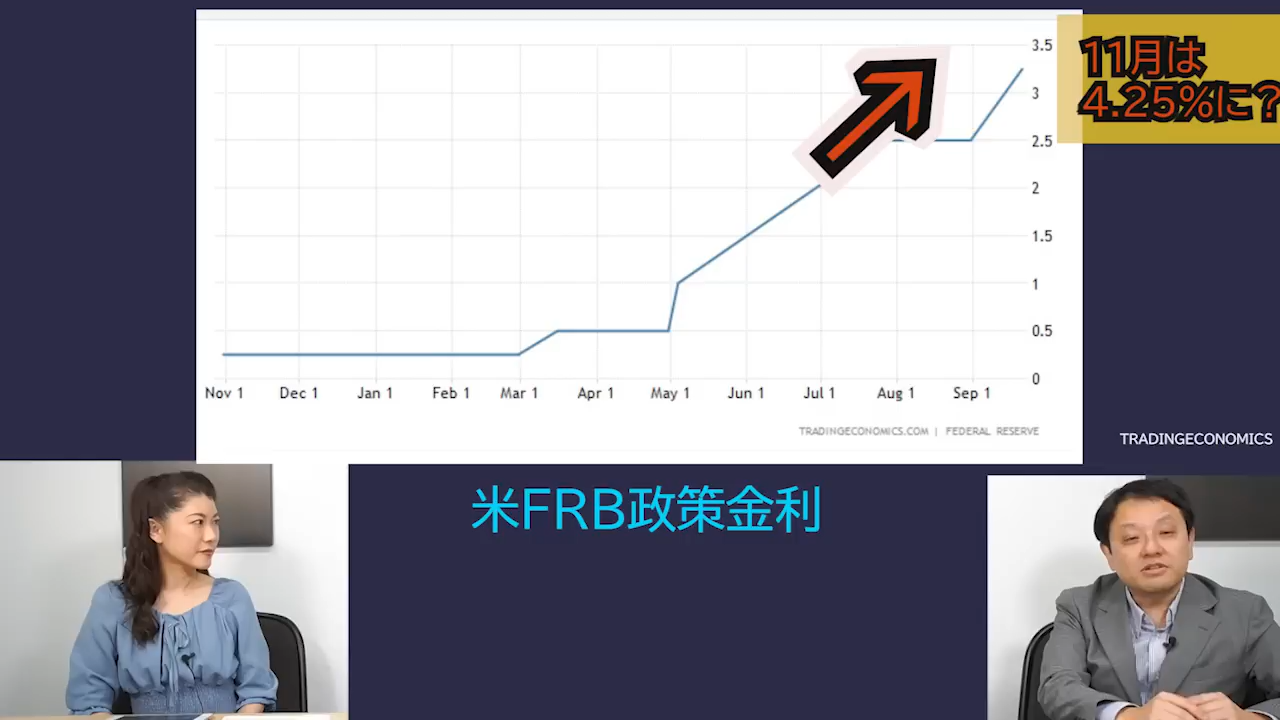 3.5
11月は
4.25%に?
3
2.5
2
1.5
1
0.5
0
Nov 1 Dec 1 Jan 1 Feb 1 Mar 1 Apr 1 May 1 Jun 1 Jul 1 Aug 1 Sep 1
TRADINGECONOMICS.COM | FEDERAL RESERVE
TRADINGECONOMICS
米FRB政策金利